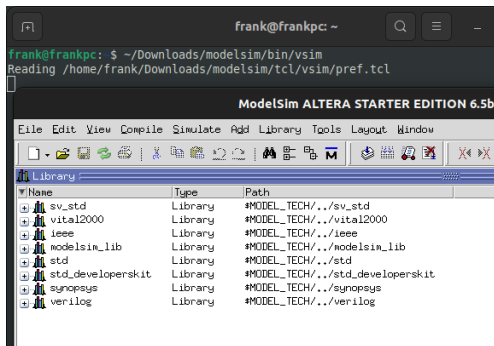 frank@frankpc: ~
frank@frankpc: $ ~/Downloads/modelsim/bin/vsim
Reading /home/frank/Downloads/modelsim/tcl/vsim/pref.tcl
ModelSim ALTERA STARTER EDITION 6.5b
File Edit View Compile Simulate Add Library Tools Layout Window
Library
Name Type Path
sv_std Library $MODEL_TECH/../sv_std
vital2000 Library $MODEL_TECH/../vital2000
ieee Library $MODEL_TECH/../ieee
modelsim_lib Library $MODEL_TECH/../modelsim_lib
std Library $MODEL_TECH/../std
std_developerskit Library $MODEL_TECH/../std_developerskit
synopsys Library $MODEL_TECH/../synopsys
verilog Library $MODEL_TECH/../verilog